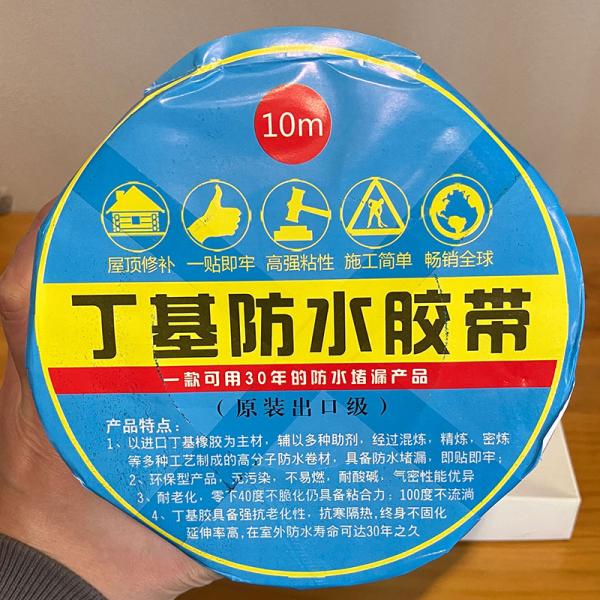 10m
屋顶修补 一贴即牢 高强粘性 施工简单 畅销全球
丁基防水胶带
一款可用30年的防水堵漏产品
(原装出口级)
产品特点:
1、以进口丁基橡胶为主材,辅以多种助剂,经过混炼,精炼,密炼
等多种工艺制成的高分子防水卷材,具备防水堵漏,即贴即牢;
2、环保型产品,无污染,不易燃,耐酸碱,气密性能优异
3、耐老化,零下40度不脆化仍具备粘合力;100度不流淌
4、丁基胶具备强抗老化性,抗寒隔热,终身不固化
延伸率高,在室外防水寿命可达30年之久